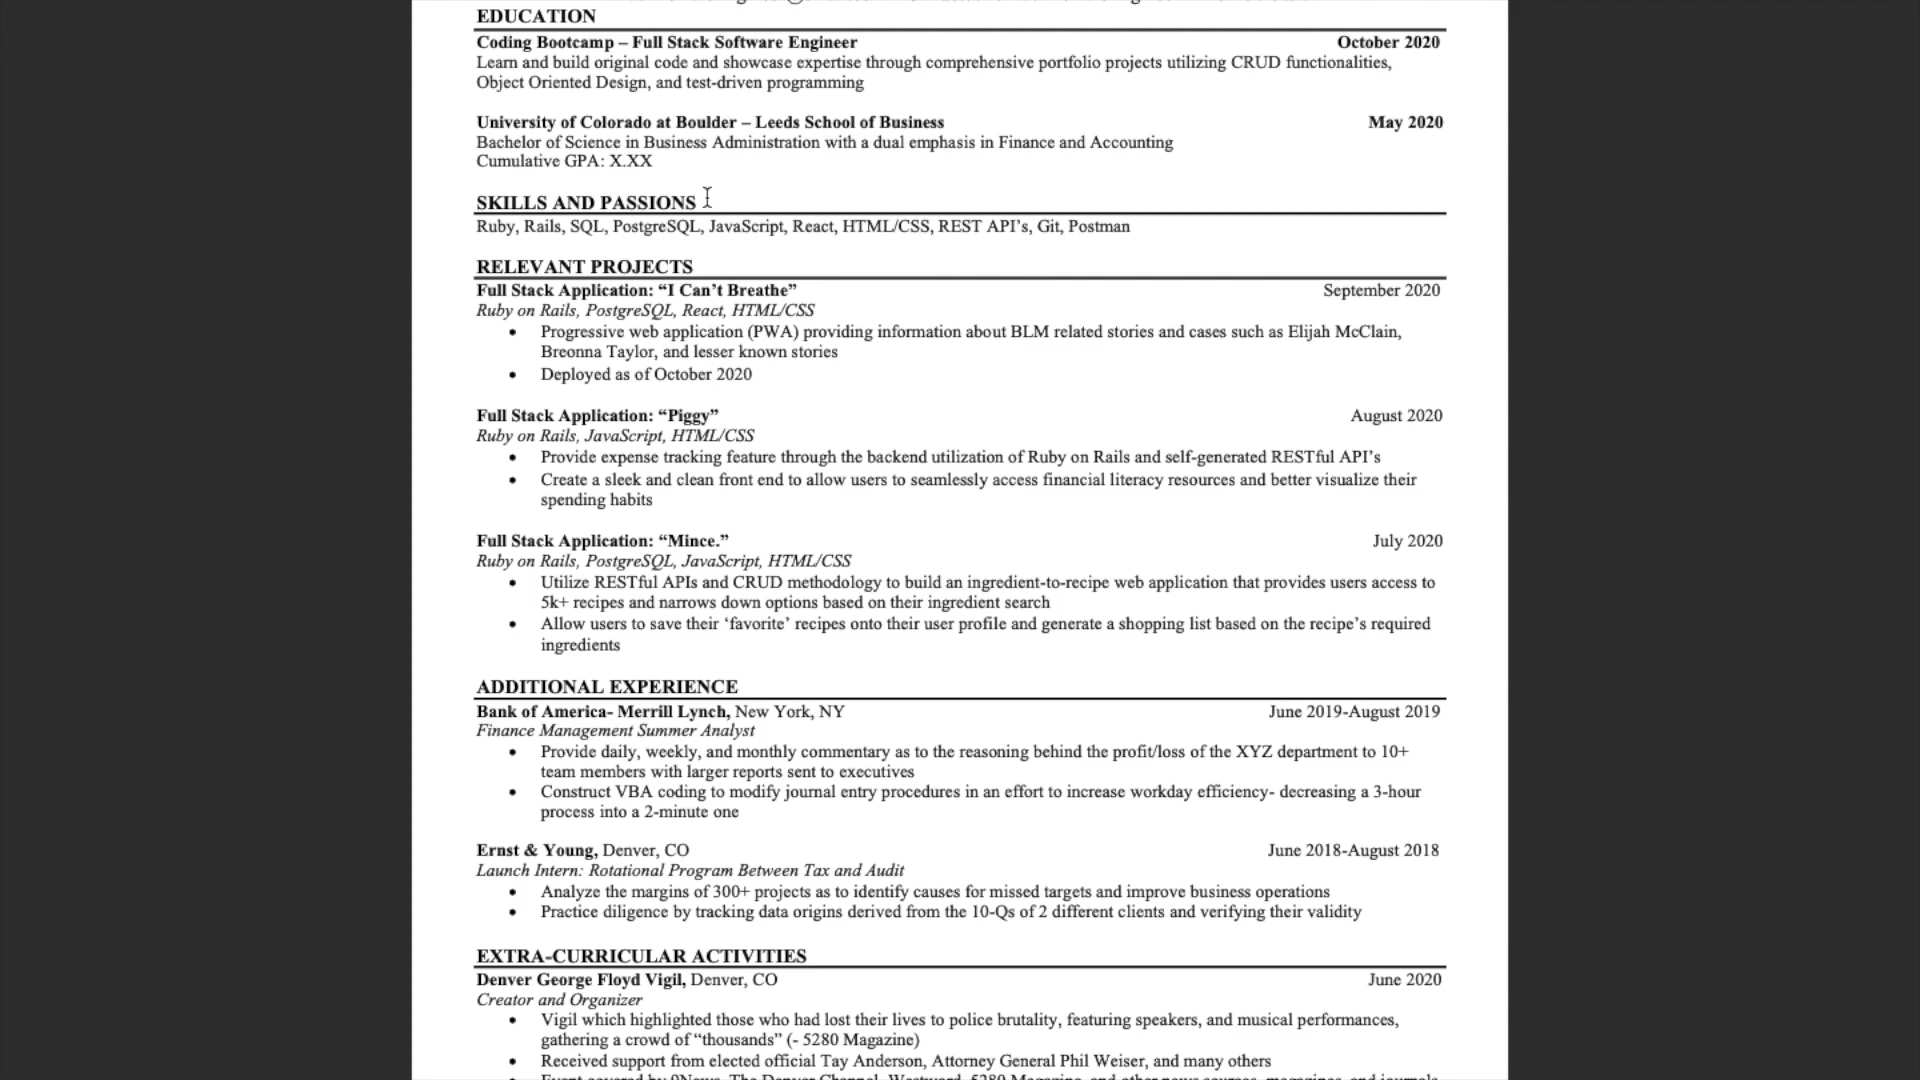 EDUCATION
Coding Bootcamp – Full Stack Software Engineer October 2020
Learn and build original code and showcase expertise through comprehensive portfolio projects utilizing CRUD functionalities,
Object Oriented Design, and test-driven programming
University of Colorado at Boulder – Leeds School of Business May 2020
Bachelor of Science in Business Administration with a dual emphasis in Finance and Accounting
Cumulative GPA: X.XX
SKILLS AND PASSIONS
Ruby, Rails, SQL, PostgreSQL, JavaScript, React, HTML/CSS, REST API’s, Git, Postman
RELEVANT PROJECTS
Full Stack Application: “I Can’t Breathe” September 2020
Ruby on Rails, PostgreSQL, React, HTML/CSS
• Progressive web application (PWA) providing information about BLM related stories and cases such as Elijah McClain,
Breonna Taylor, and lesser known stories
• Deployed as of October 2020
Full Stack Application: “Piggy” August 2020
Ruby on Rails, JavaScript, HTML/CSS
• Provide expense tracking feature through the backend utilization of Ruby on Rails and self-generated RESTful API’s
• Create a sleek and clean front end to allow users to seamlessly access financial literacy resources and better visualize their
spending habits
Full Stack Application: “Mince.” July 2020
Ruby on Rails, PostgreSQL, JavaScript, HTML/CSS
• Utilize RESTful APIs and CRUD methodology to build an ingredient-to-recipe web application that provides users access to
5k+ recipes and narrows down options based on their ingredient search
• Allow users to save their ‘favorite’ recipes onto their user profile and generate a shopping list based on the recipe’s required
ingredients
ADDITIONAL EXPERIENCE
Bank of America- Merrill Lynch, New York, NY June 2019-August 2019
Finance Management Summer Analyst
• Provide daily, weekly, and monthly commentary as to the reasoning behind the profit/loss of the XYZ department to 10+
team members with larger reports sent to executives
• Construct VBA coding to modify journal entry procedures in an effort to increase workday efficiency- decreasing a 3-hour
process into a 2-minute one
Ernst & Young, Denver, CO June 2018-August 2018
Launch Intern: Rotational Program Between Tax and Audit
• Analyze the margins of 300+ projects as to identify causes for missed targets and improve business operations
• Practice diligence by tracking data origins derived from the 10-Qs of 2 different clients and verifying their validity
EXTRA-CURRICULAR ACTIVITIES
Denver George Floyd Vigil, Denver, CO June 2020
Creator and Organizer
• Vigil which highlighted those who had lost their lives to police brutality, featuring speakers, and musical performances,
gathering a crowd of “thousands” (- 5280 Magazine)
• Received support from elected official Tay Anderson, Attorney General Phil Weiser, and many others
Event covered by 9News, The Denver Channel, Westword, 5280 Magazine, and other news sources, magazines, and journals